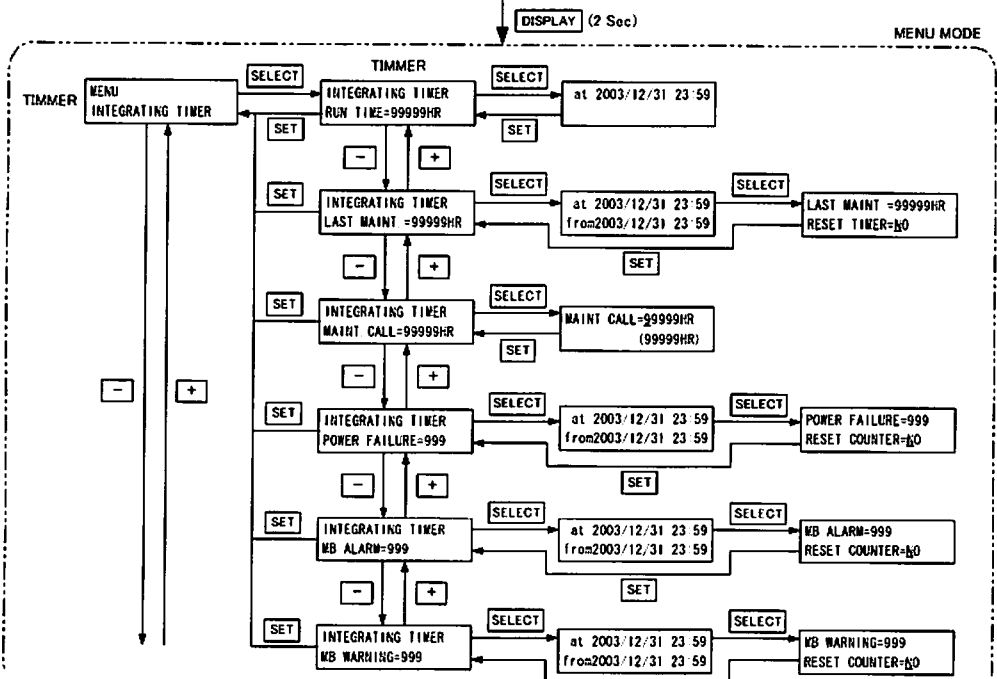 DISPLAY (2 Sec)
MENU MODE
TIMMER
SELECT
SELECT
TIMMER
MENU
INTEGRATING TIMER
INTEGRATING TIMER
RUN TIME=99999HR
at 2003/12/31 23:59
SET
SET
-
+
SET
SELECT
SELECT
INTEGRATING TIMER
LAST MAINT =99999HR
at 2003/12/31 23:59
from2003/12/31 23:59
LAST MAINT =99999HR
RESET TIMER=NO
SET
-
+
SET
SELECT
INTEGRATING TIMER
MAINT CALL=99999HR
MAINT CALL=99999HR
(99999HR)
SET
-
+
-
+
SET
SELECT
SELECT
INTEGRATING TIMER
POWER FAILURE=999
at 2003/12/31 23:59
from2003/12/31 23:59
POWER FAILURE=999
RESET COUNTER=NO
SET
-
+
SET
SELECT
SELECT
INTEGRATING TIMER
MB ALARM=999
at 2003/12/31 23:59
from2003/12/31 23:59
MB ALARM=999
RESET COUNTER=NO
SET
-
+
SET
SELECT
SELECT
INTEGRATING TIMER
MB WARNING=999
at 2003/12/31 23:59
from2003/12/31 23:59
MB WARNING=999
RESET COUNTER=NO